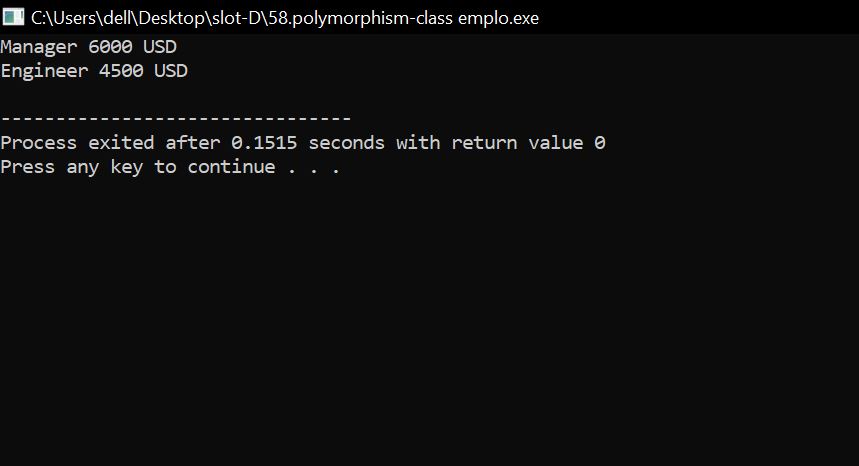 C:\Users\dell\Desktop\slot-D\58.polymorphism-class emplo.exe
Manager 6000 USD
Engineer 4500 USD
--------------------------------
Process exited after 0.1515 seconds with return value 0
Press any key to continue . . .